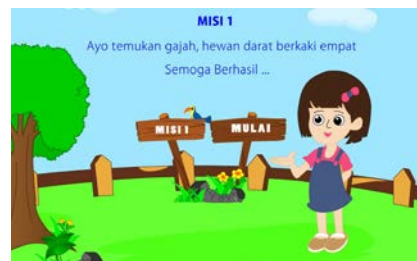 MISI 1
Ayo temukan gajah, hewan darat berkaki empat
Semoga Berhasil ...
MISI 1
MULAI